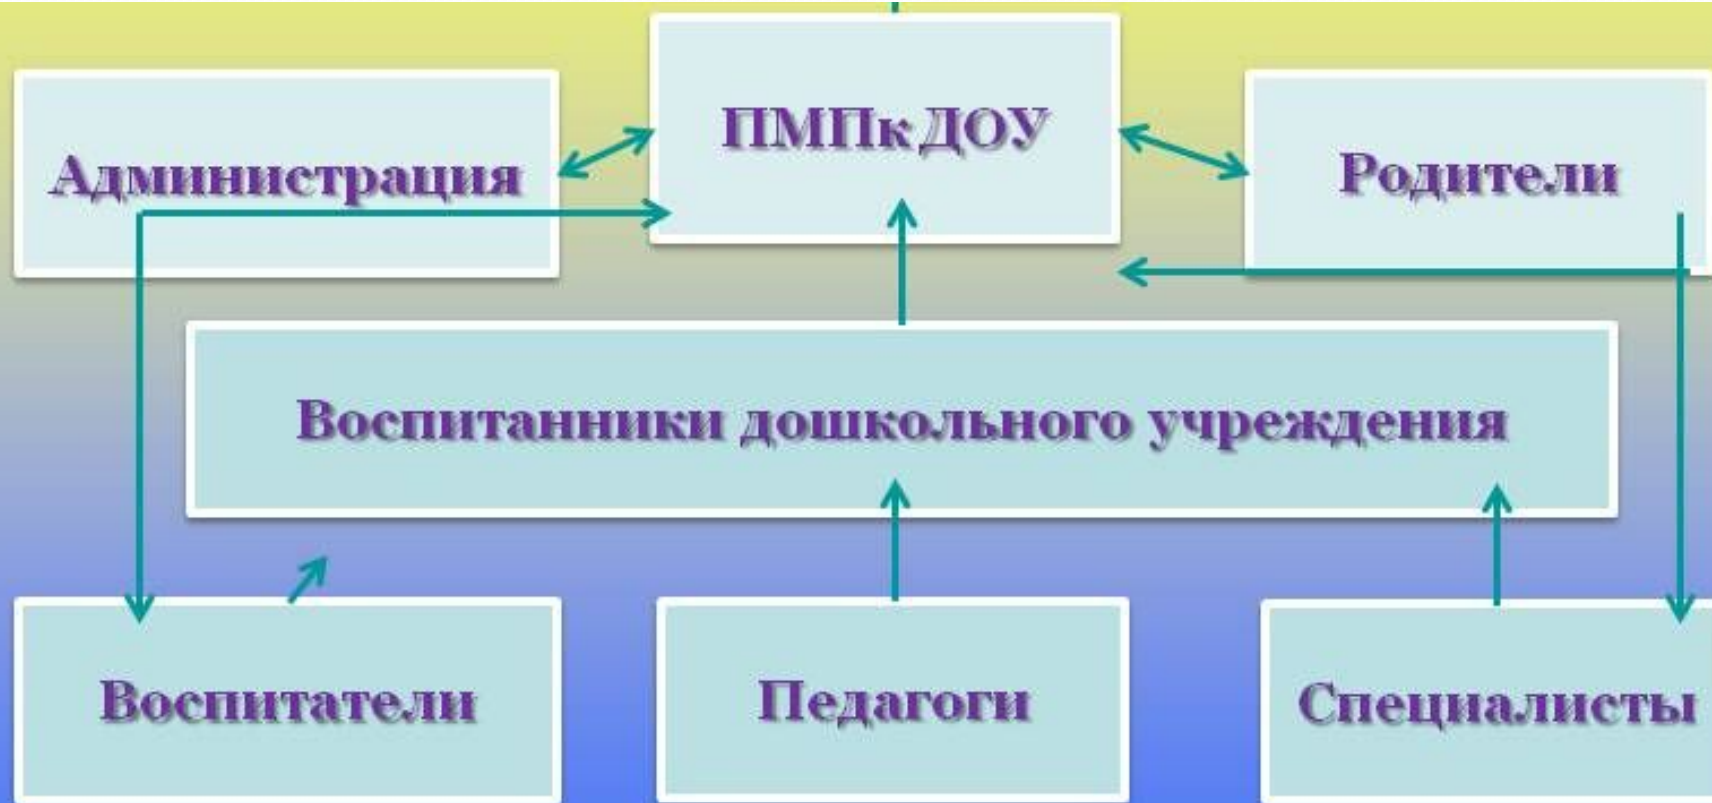 ПМПк ДОУ
Администрация
Родители
Воспитанники дошкольного учреждения
Воспитатели
Педагоги
Специалисты